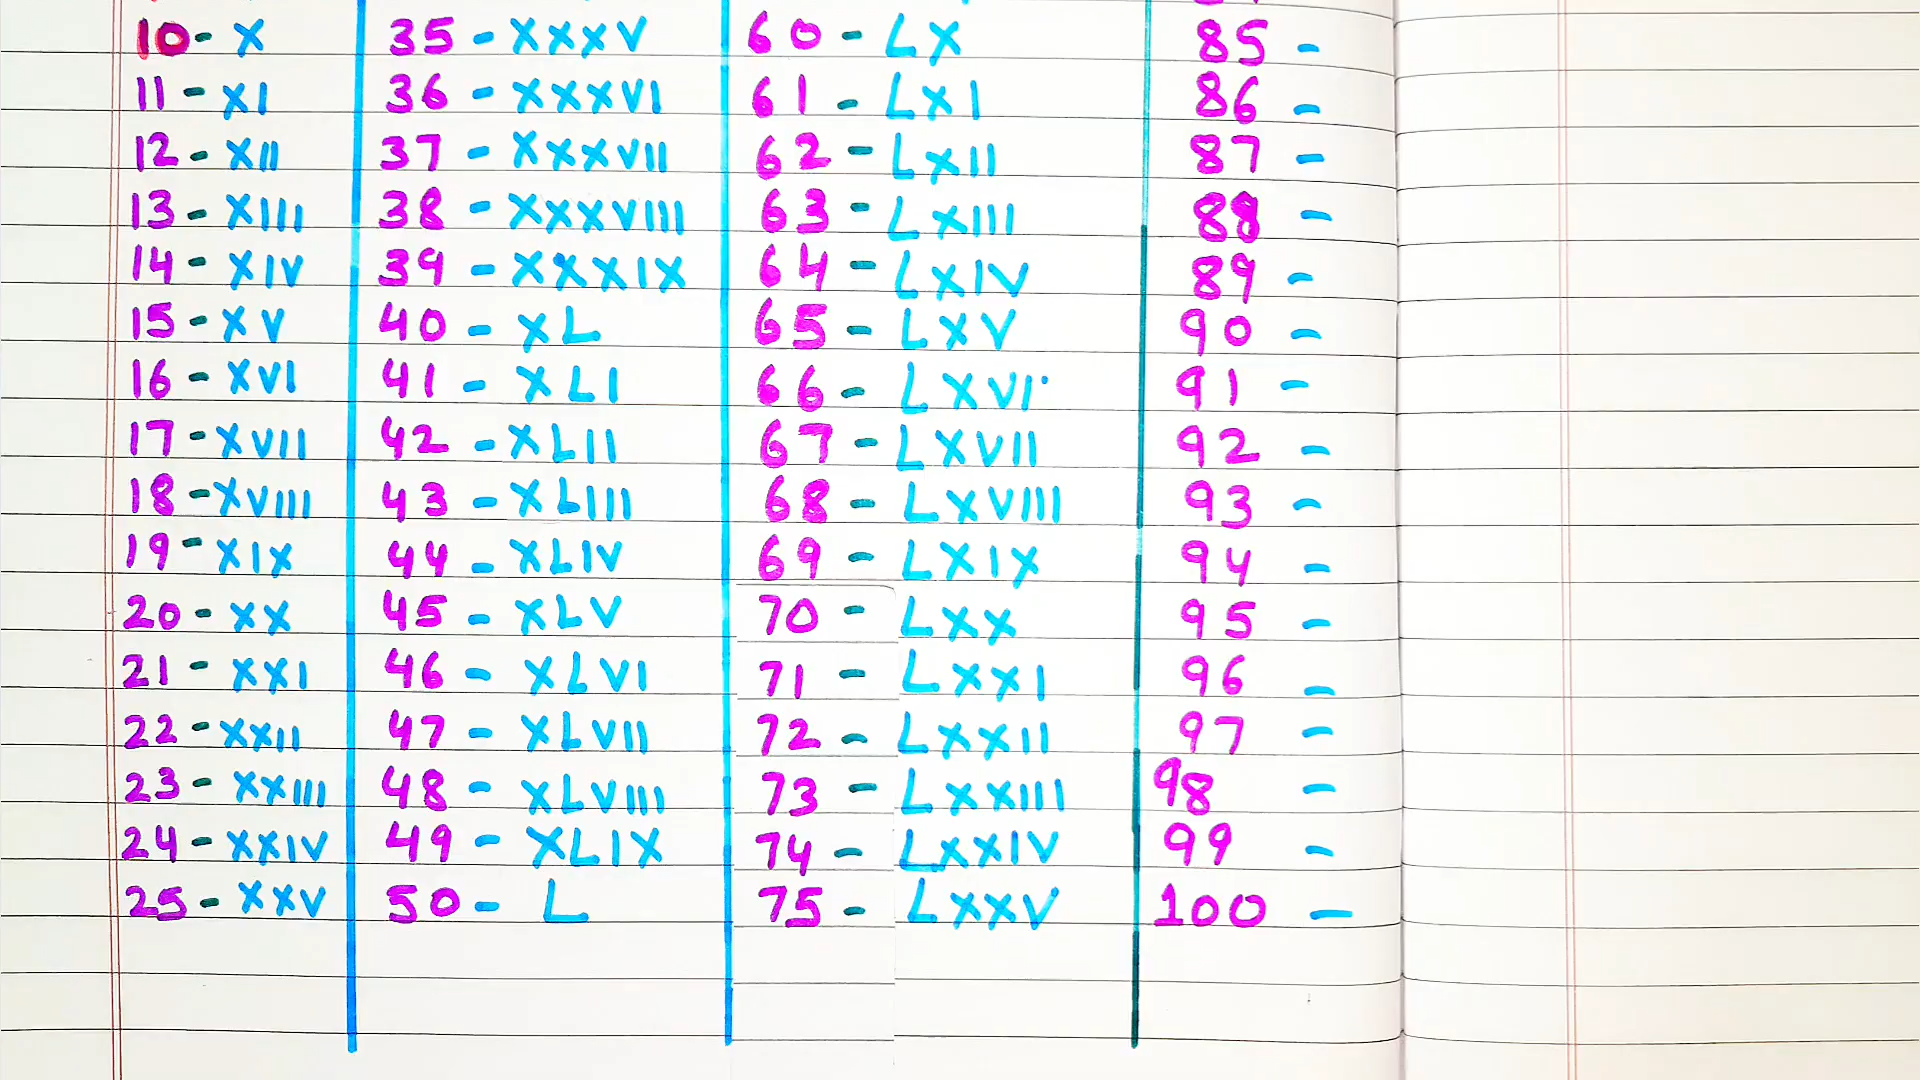 10 - X 35 - XXXV 60 - LX 85 -
11 - XI 36 - XXXVI 61 - LXI 86 -
12 - XII 37 - XXXVII 62 - LXII 87 -
13 - XIII 38 - XXXVIII 63 - LXIII 88 -
14 - XIV 39 - XXXIX 64 - LXIV 89 -
15 - XV 40 - XL 65 - LXV 90 -
16 - XVI 41 - XLI 66 - LXVI 91 -
17 - XVII 42 - XLII 67 - LXVII 92 -
18 - XVIII 43 - XLIII 68 - LXVIII 93 -
19 - XIX 44 - XLIV 69 - LXIX 94 -
20 - XX 45 - XLV 70 - LXX 95 -
21 - XXI 46 - XLVI 71 - LXXI 96 -
22 - XXII 47 - XLVII 72 - LXXII 97 -
23 - XXIII 48 - XLVIII 73 - LXXIII 98 -
24 - XXIV 49 - XLIX 74 - LXXIV 99 -
25 - XXV 50 - L 75 - LXXV 100 -